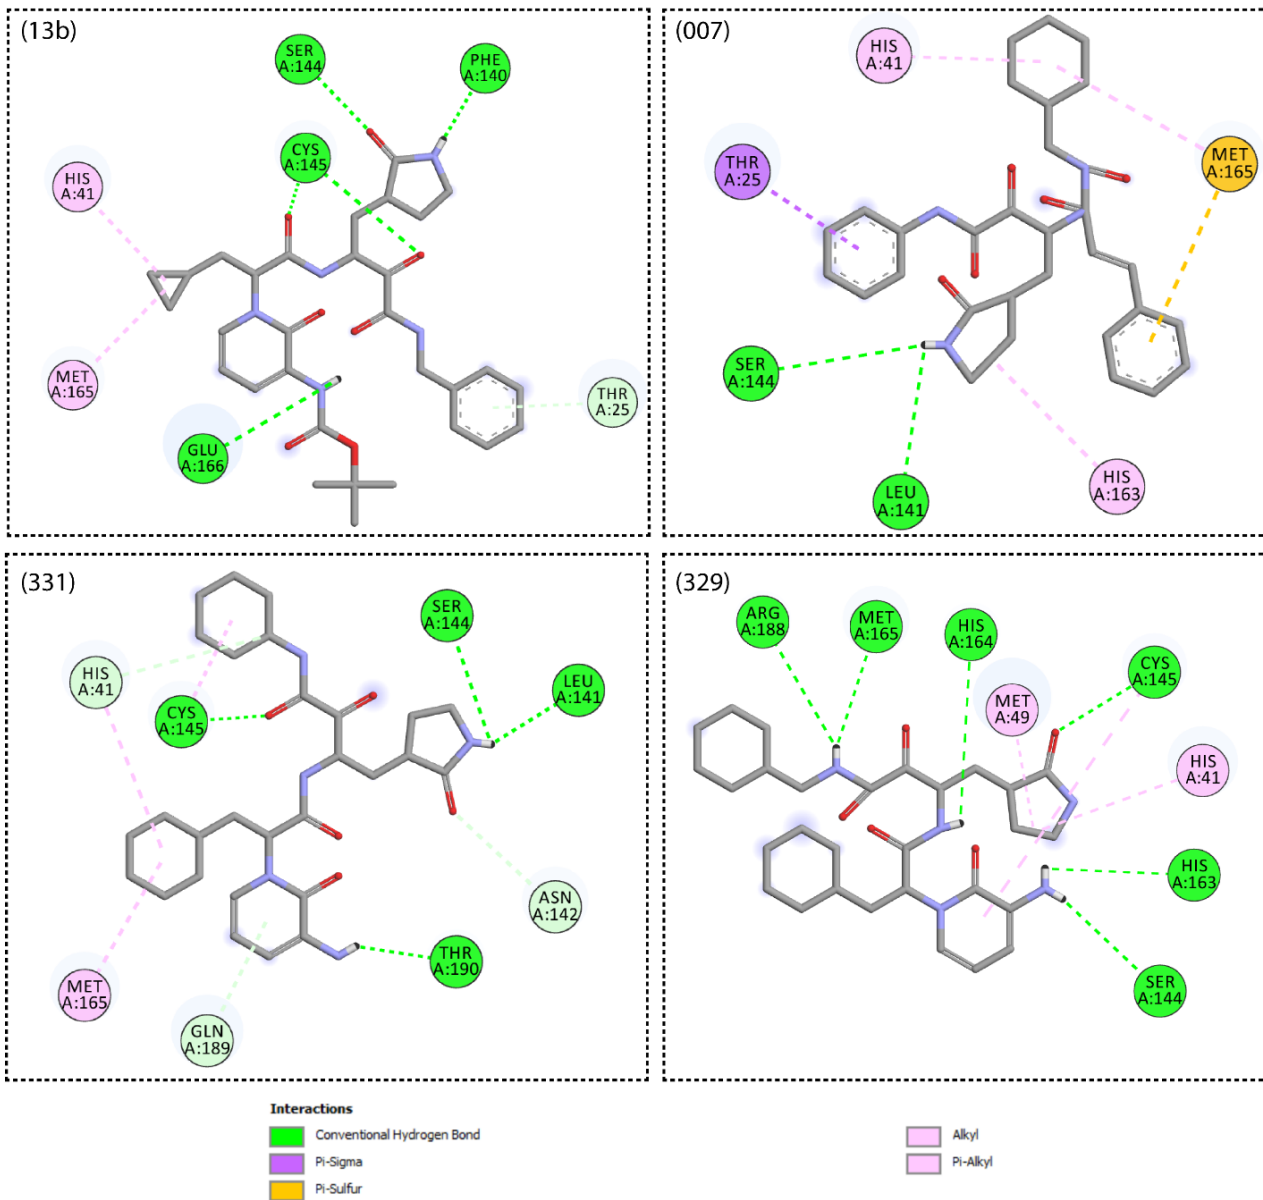 (13b)
SER
A:144
PHE
A:140
CYS
A:145
HIS
A:41
MET
A:165
THR
A:25
GLU
A:166
(007)
HIS
A:41
THR
A:25
MET
A:165
SER
A:144
LEU
A:141
HIS
A:163
(331)
SER
A:144
HIS
A:41
LEU
A:141
CYS
A:145
ASN
A:142
THR
A:190
MET
A:165
GLN
A:189
(329)
ARG
A:188
MET
A:165
HIS
A:164
CYS
A:145
MET
A:49
HIS
A:41
HIS
A:163
SER
A:144
Interactions
Conventional Hydrogen Bond
Pi-Sigma
Pi-Sulfur
Alkyl
Pi-Alkyl